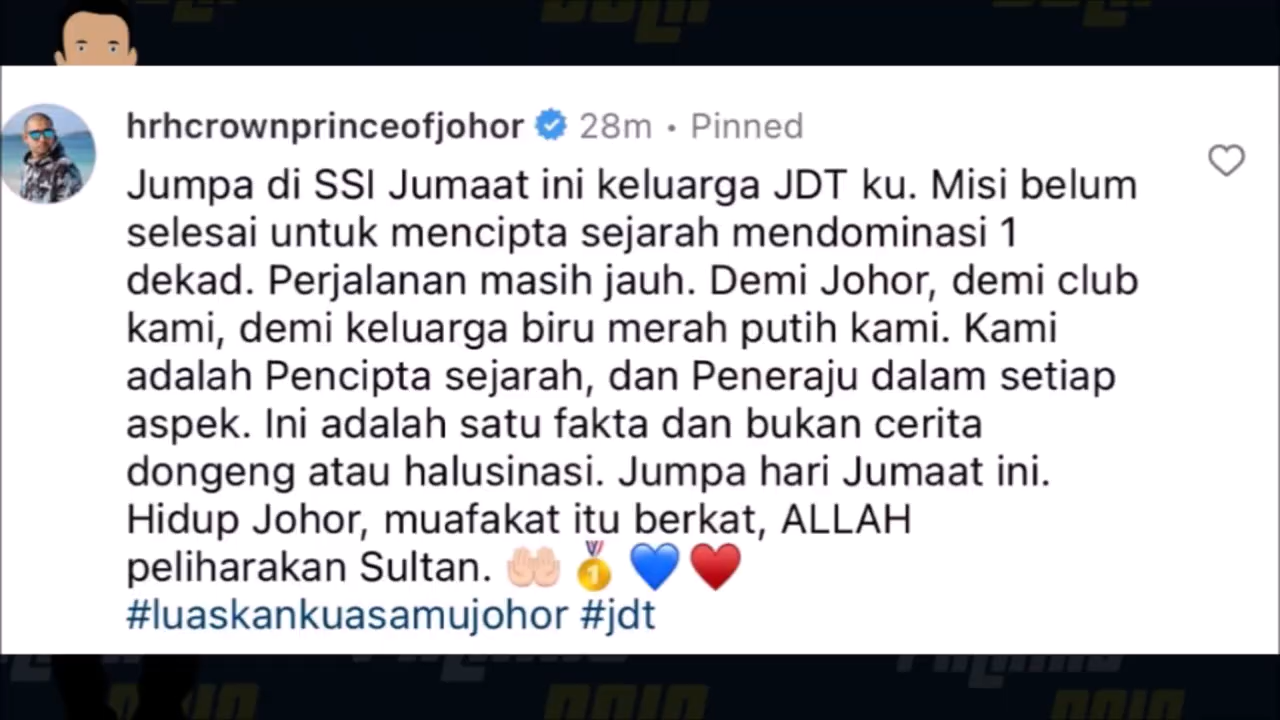 hrhcrownprinceofjohor 28m • Pinned
Jumpa di SSI Jumaat ini keluarga JDT ku. Misi belum
selesai untuk mencipta sejarah mendominasi 1
dekad. Perjalanan masih jauh. Demi Johor, demi club
kami, demi keluarga biru merah putih kami. Kami
adalah Pencipta sejarah, dan Peneraju dalam setiap
aspek. Ini adalah satu fakta dan bukan cerita
dongeng atau halusinasi. Jumpa hari Jumaat ini.
Hidup Johor, muafakat itu berkat, ALLAH
peliharakan Sultan. 🤲🏻🏅💙♥️
#luaskankuasamujohor #jdt